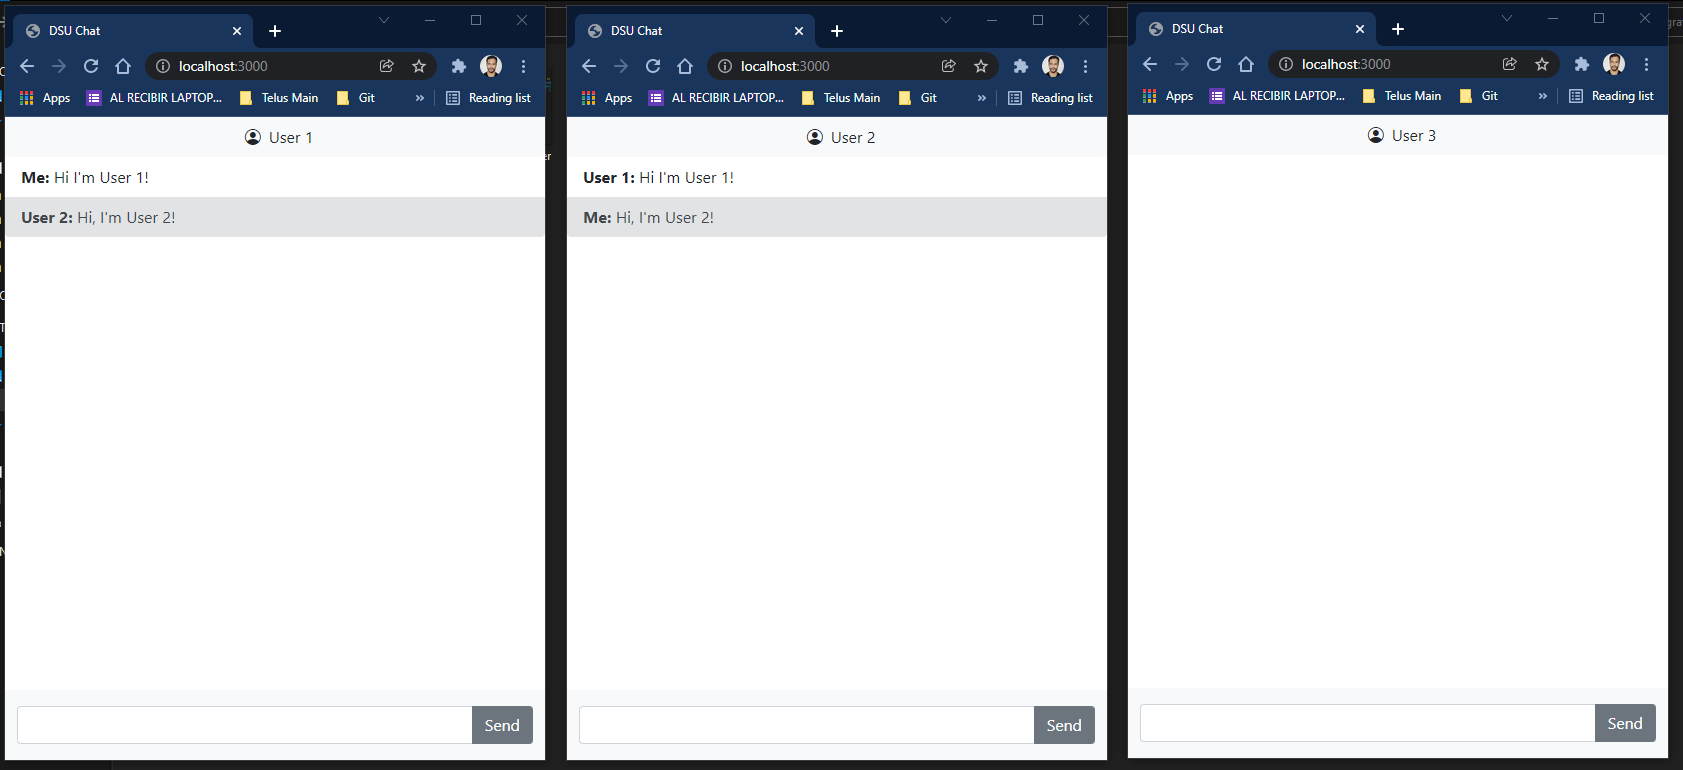 DSU Chat
localhost:3000
Apps AL RECIBIR LAPTOP... Telus Main Git » Reading list
User 1
Me: Hi I'm User 1!
User 2: Hi, I'm User 2!
Send
DSU Chat
localhost:3000
Apps AL RECIBIR LAPTOP... Telus Main Git » Reading list
User 2
User 1: Hi I'm User 1!
Me: Hi, I'm User 2!
Send
DSU Chat
localhost:3000
Apps AL RECIBIR LAPTOP... Telus Main Git » Reading list
User 3
Send